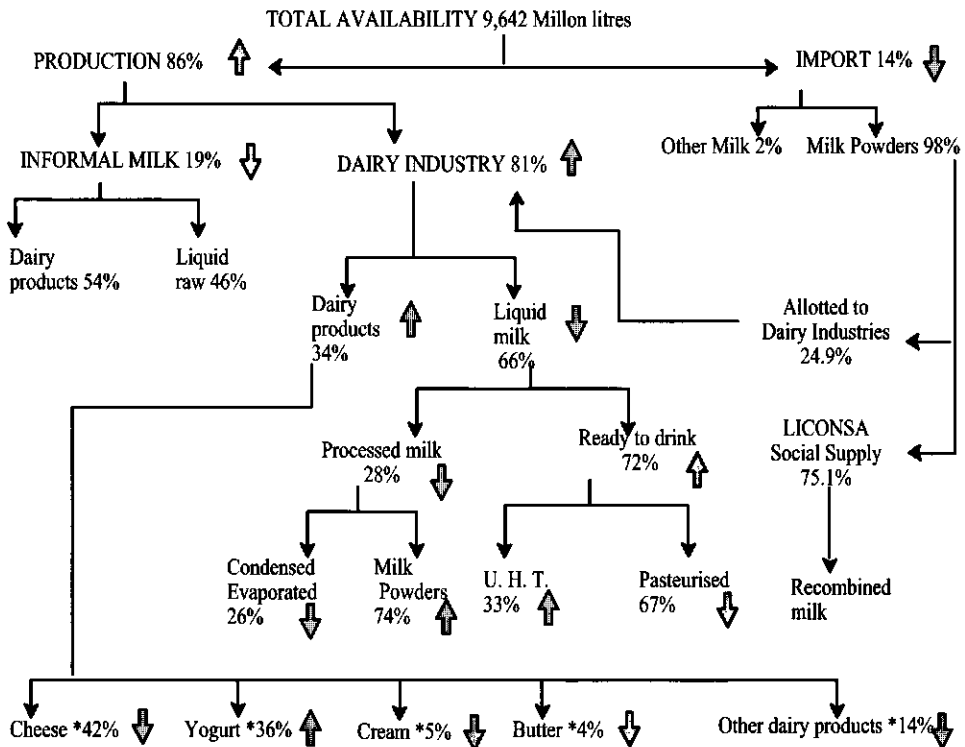 TOTAL AVAILABILITY 9,642 Millon litres
PRODUCTION 86%
IMPORT 14%
Other Milk 2%
Milk Powders 98%
INFORMAL MILK 19%
DAIRY INDUSTRY 81%
Dairy
products 54%
Liquid
raw 46%
Dairy
products
34%
Liquid
milk
66%
Allotted to
Dairy Industries
24.9%
Processed milk
28%
Ready to drink
72%
LICONSA
Social Supply
75.1%
Condensed
Evaporated
26%
Milk
Powders
74%
U. H. T.
33%
Pasteurised
67%
Recombined
milk
Cheese *42%
Yogurt *36%
Cream *5%
Butter *4%
Other dairy products *14%